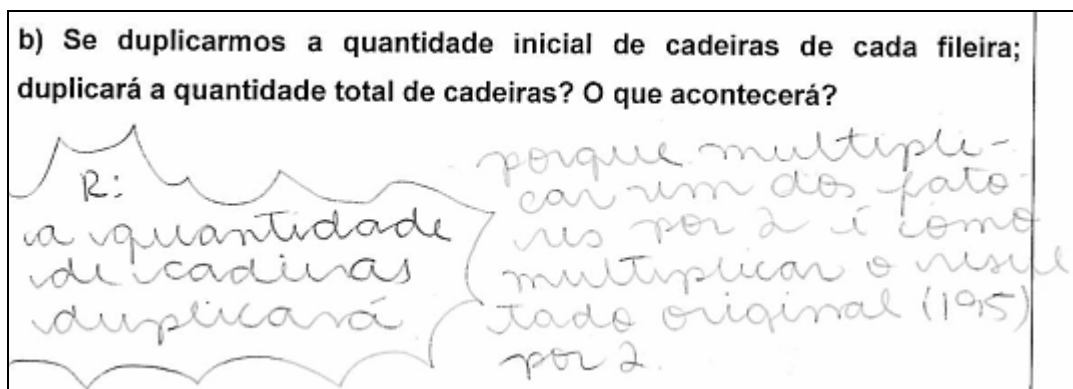 b) Se duplicarmos a quantidade inicial de cadeiras de cada fileira;
duplicará a quantidade total de cadeiras? O que acontecerá?
R:
a quantidade
de cadeiras
duplicará
porque multipli-
car um dos fato-
res por 2 é como
multiplicar o resul
tado original (195)
por 2.